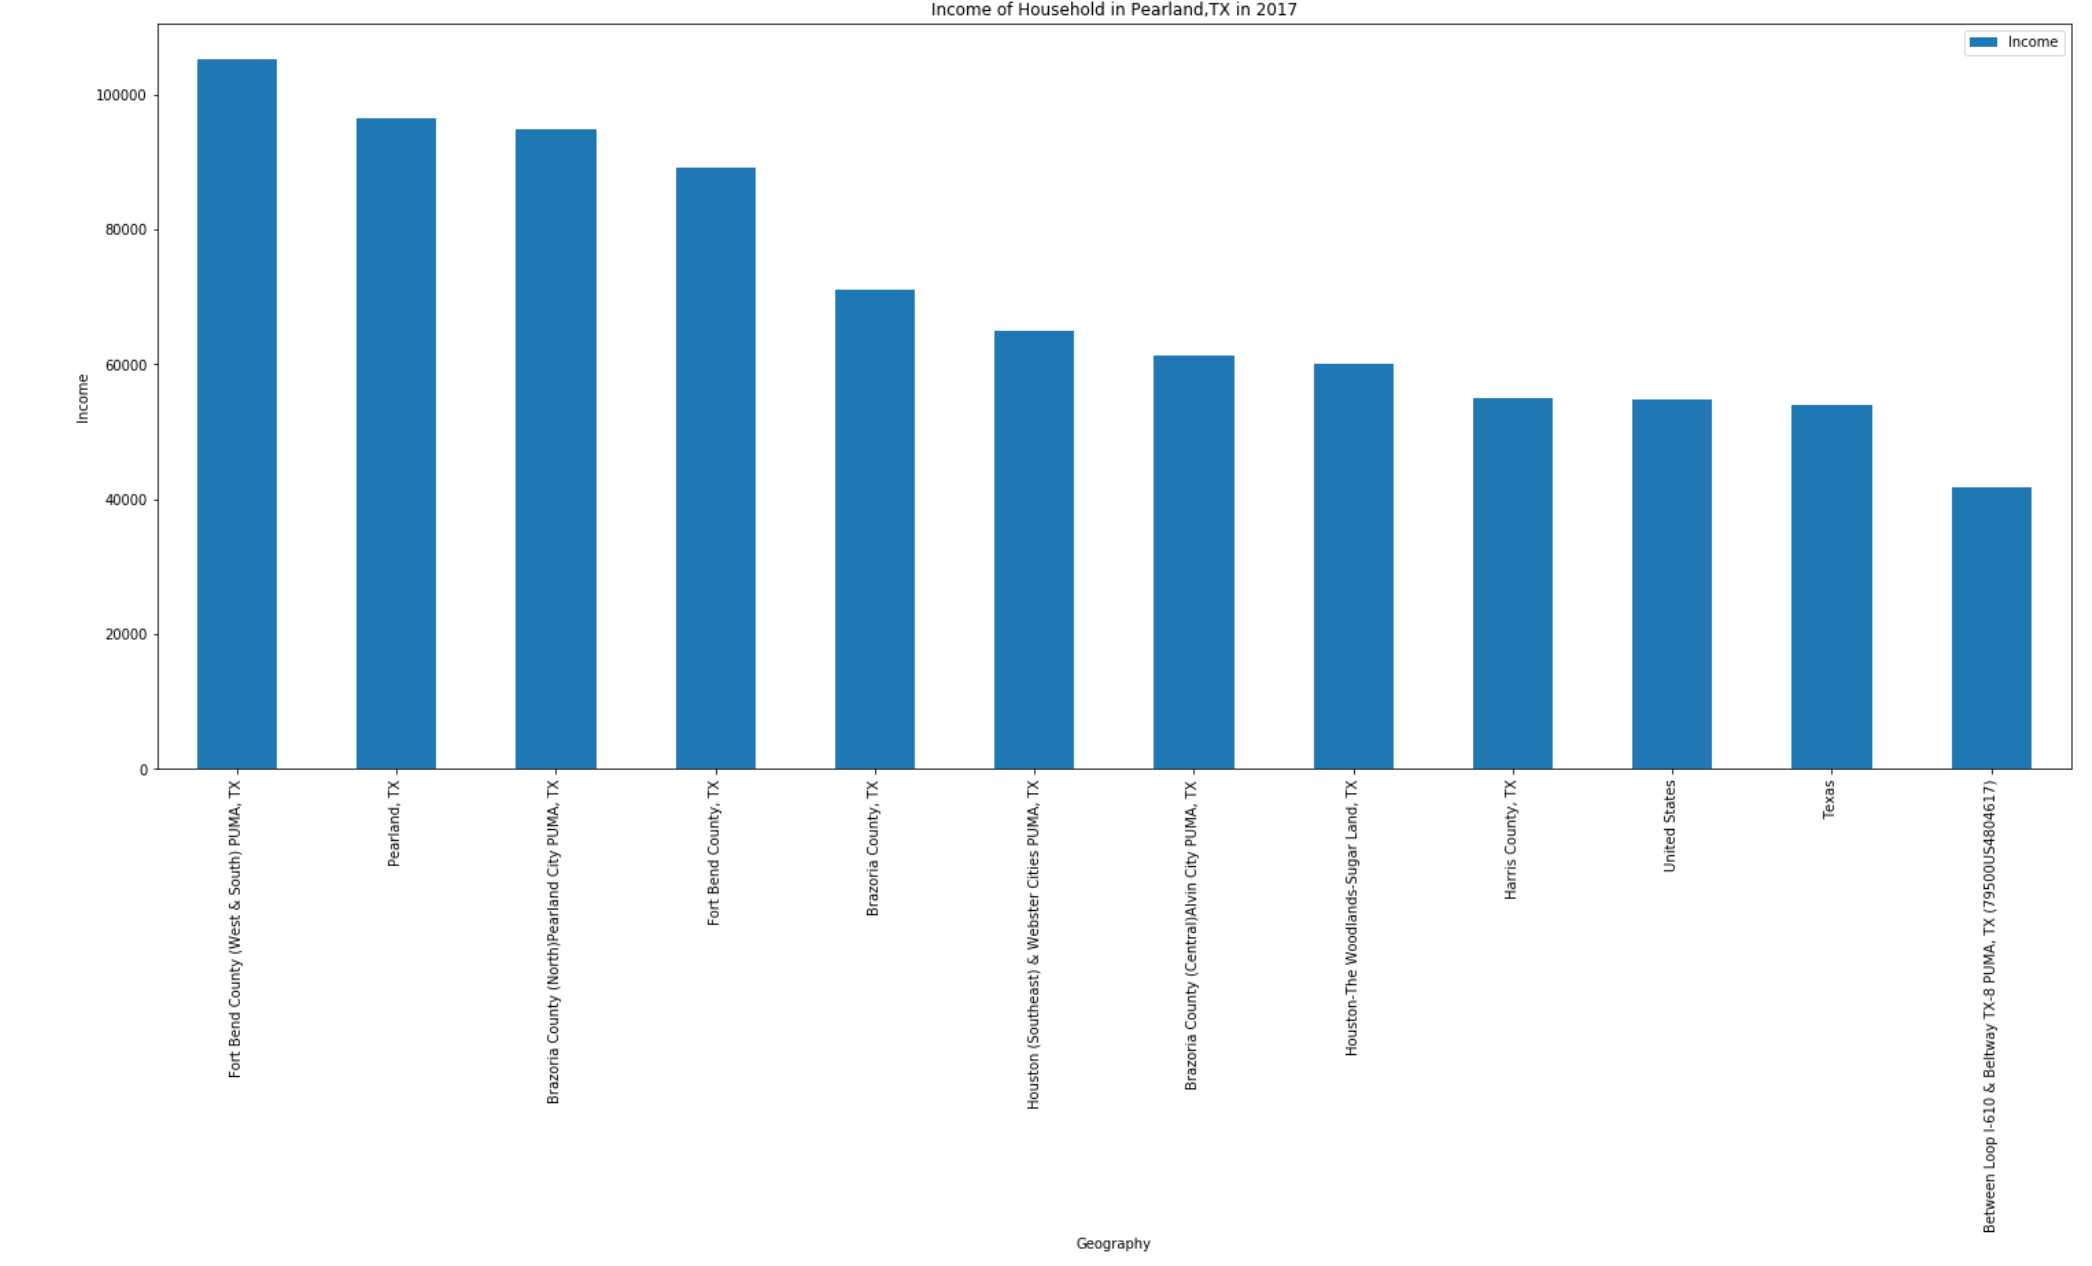 Income of Household in Pearland,TX in 2017
Income
100000
80000
60000
40000
20000
0
Income
Fort Bend County (West & South) PUMA, TX
Pearland, TX
Brazoria County (North)Pearland City PUMA, TX
Fort Bend County, TX
Brazoria County, TX
Houston (Southeast) & Webster Cities PUMA, TX
Brazoria County (Central)Alvin City PUMA, TX
Houston-The Woodlands-Sugar Land, TX
Harris County, TX
United States
Texas
Between Loop I-610 & Beltway TX-8 PUMA, TX (79500US4804617)
Geography